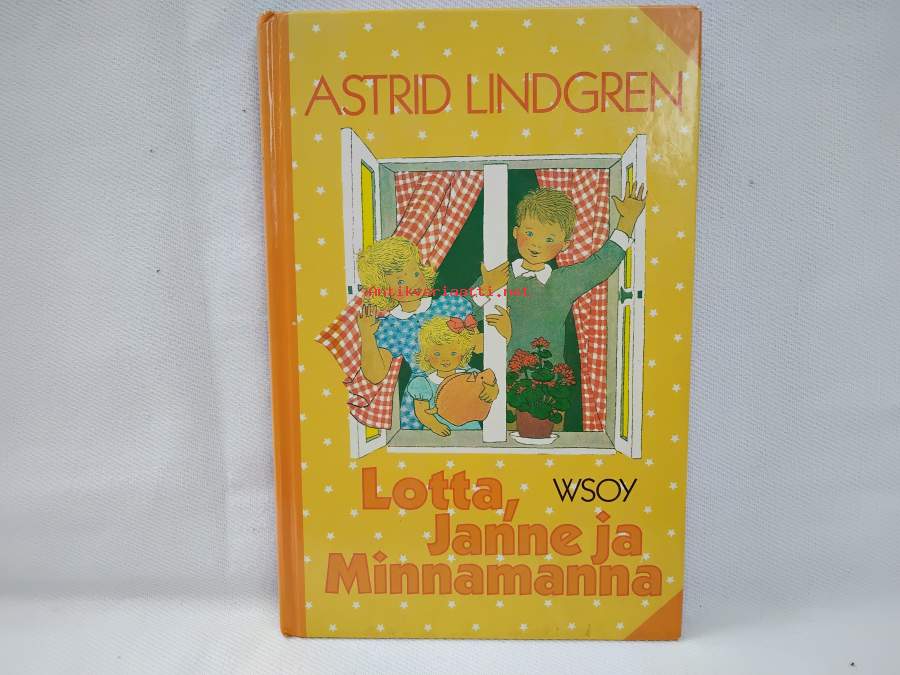 ASTRID LINDGREN
Antikvariaatti.net
Lotta, WSOY
Janne ja
Minnamanna